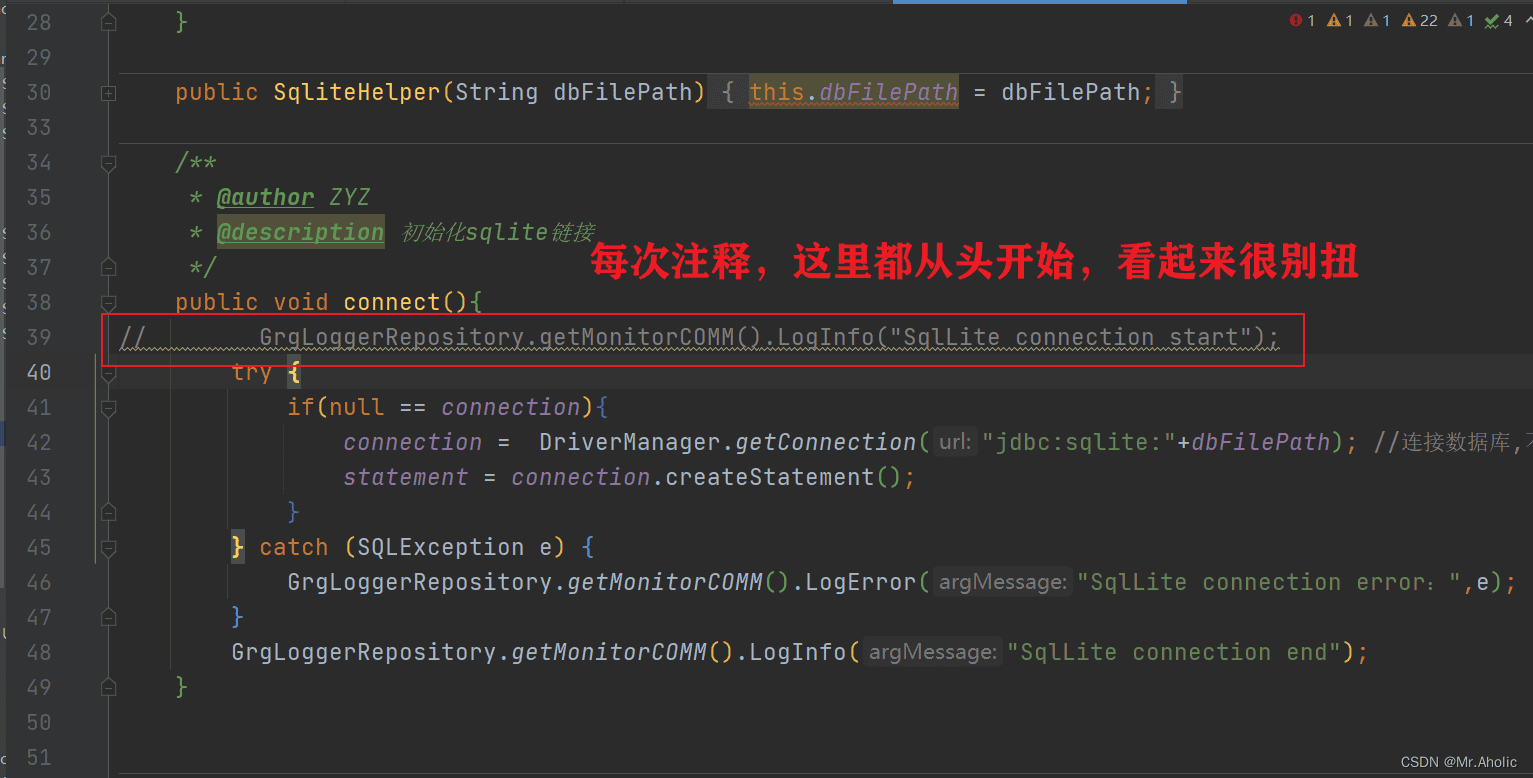 28 }
1 1 1 22 1 4
29
30 public SqliteHelper(String dbFilePath) { this.dbFilePath = dbFilePath; }
33
34 /**
35 * @author ZYZ
36 * @description 初始化sqlite链接
每次注释，这里都从头开始，看起来很别扭
37 */
38 public void connect(){
39 // GrgLoggerRepository.getMonitorCOMM().LogInfo("SqlLite connection start");
40 try {
41 if(null == connection){
42 connection = DriverManager.getConnection( url: "jdbc:sqlite:"+dbFilePath); //连接数据库,
43 statement = connection.createStatement();
44 }
45 } catch (SQLException e) {
46 GrgLoggerRepository.getMonitorCOMM().LogError( argMessage: "SqlLite connection error：",e);
47 }
48 GrgLoggerRepository.getMonitorCOMM().LogInfo( argMessage: "SqlLite connection end");
49 }
50
51
CSDN @Mr.Aholic